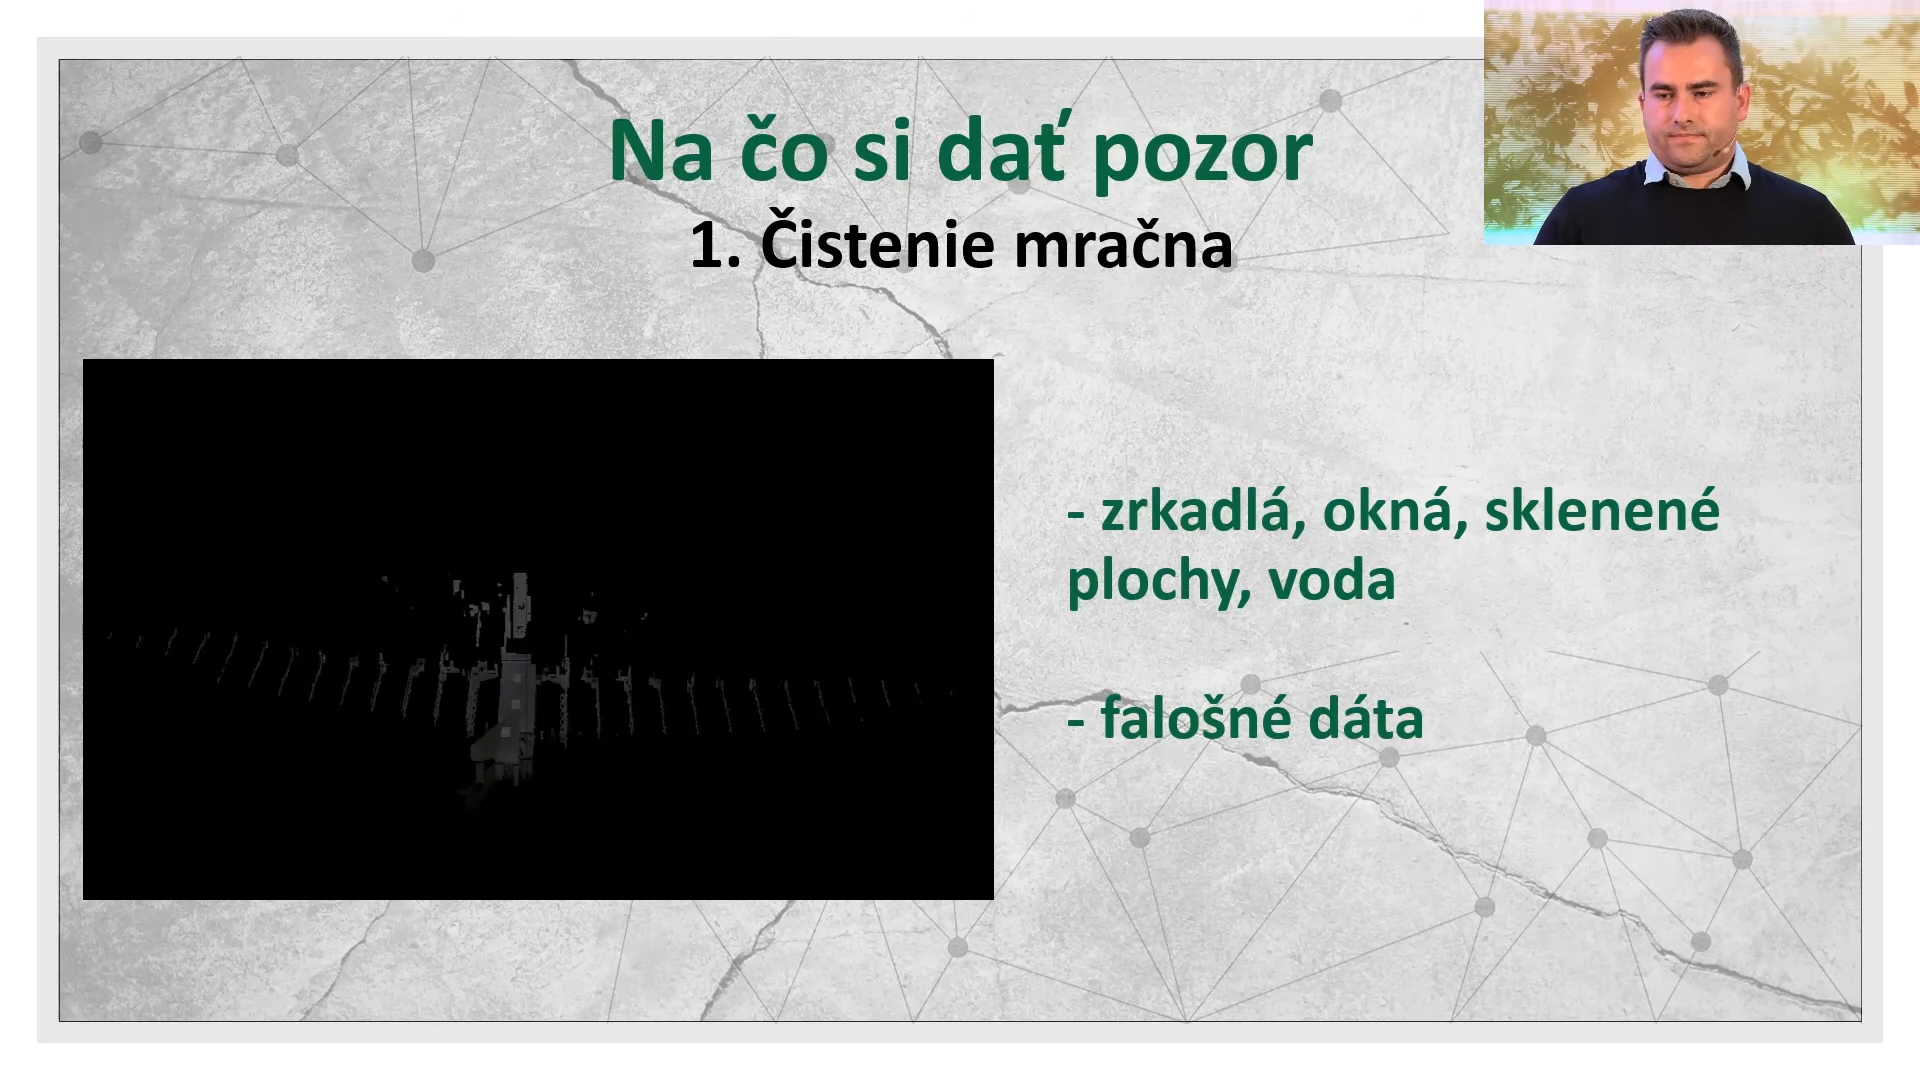 Na čo si dať pozor
1. Čistenie mračna
- zrkadlá, okná, sklenené
plochy, voda
- falošné dáta